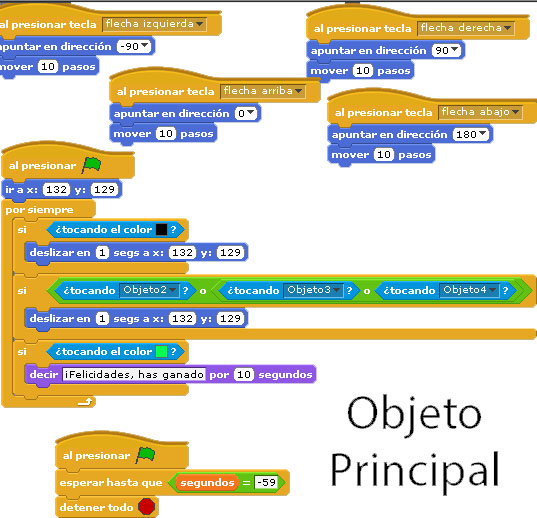 al presionar tecla flecha izquierda
apuntar en dirección -90
mover 10 pasos
al presionar tecla flecha derecha
apuntar en dirección 90
mover 10 pasos
al presionar tecla flecha arriba
apuntar en dirección 0
mover 10 pasos
al presionar tecla flecha abajo
apuntar en dirección 180
mover 10 pasos
al presionar
ir a x: 132 y: 129
por siempre
si ¿tocando el color ?
deslizar en 1 segs a x: 132 y: 129
si ¿tocando Objeto2 ? o ¿tocando Objeto3 ? o ¿tocando Objeto4 ?
deslizar en 1 segs a x: 132 y: 129
si ¿tocando el color ?
decir ¡Felicidades, has ganado por 10 segundos
al presionar
esperar hasta que segundos = -59
detener todo
Objeto
Principal